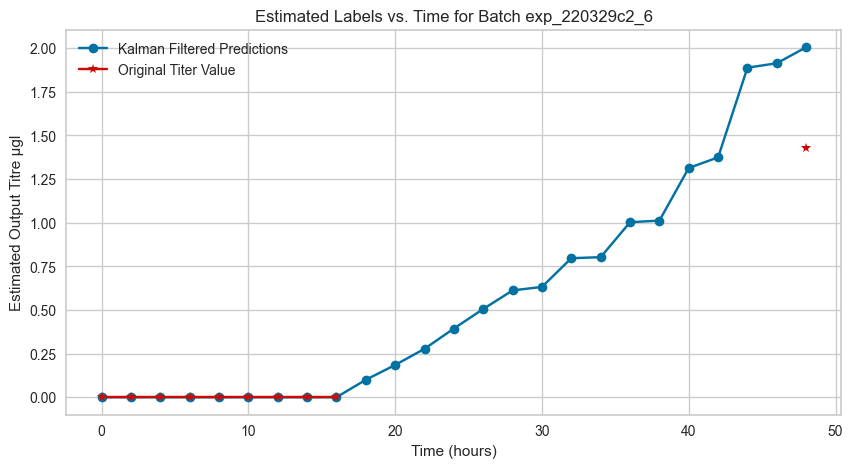 Estimated Labels vs. Time for Batch exp_220329c2_6
Kalman Filtered Predictions
Original Titer Value
Estimated Output Titre µgl
2.00
1.75
1.50
1.25
1.00
0.75
0.50
0.25
0.00
0 10 20 30 40 50
Time (hours)